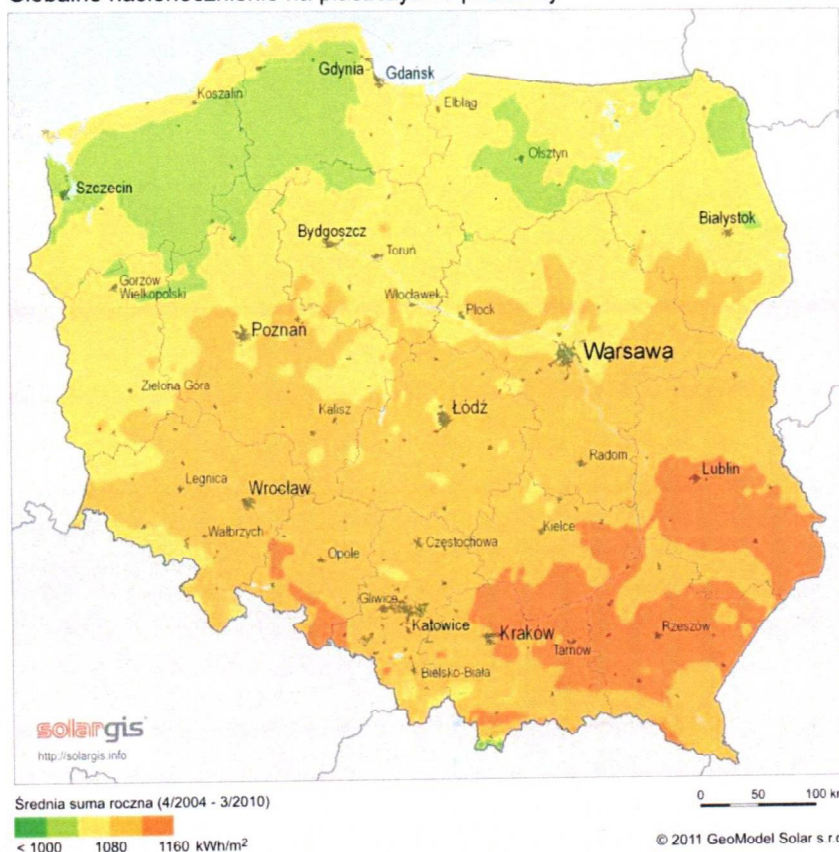 Gdynia
Gdańsk
Koszalin
Elbląg
Olsztyn
Szczecin
Białystok
Bydgoszcz
Toruń
Gorzów
Wielkopolski
Włocławek
Płock
Poznań
Warsawa
Zielona Góra
Kalisz
Łódź
Radom
Lublin
Legnica
Wrocław
Wałbrzych
Kielce
Opole
Częstochowa
Gliwice
Katowice
Kraków
Rzeszów
Tarnów
Bielsko-Biała
solargis
http://solargis.info
Średnia suma roczna (4/2004 - 3/2010)
0 50 100 km
< 1000 1080 1160 kWh/m²
© 2011 GeoModel Solar s.r.o